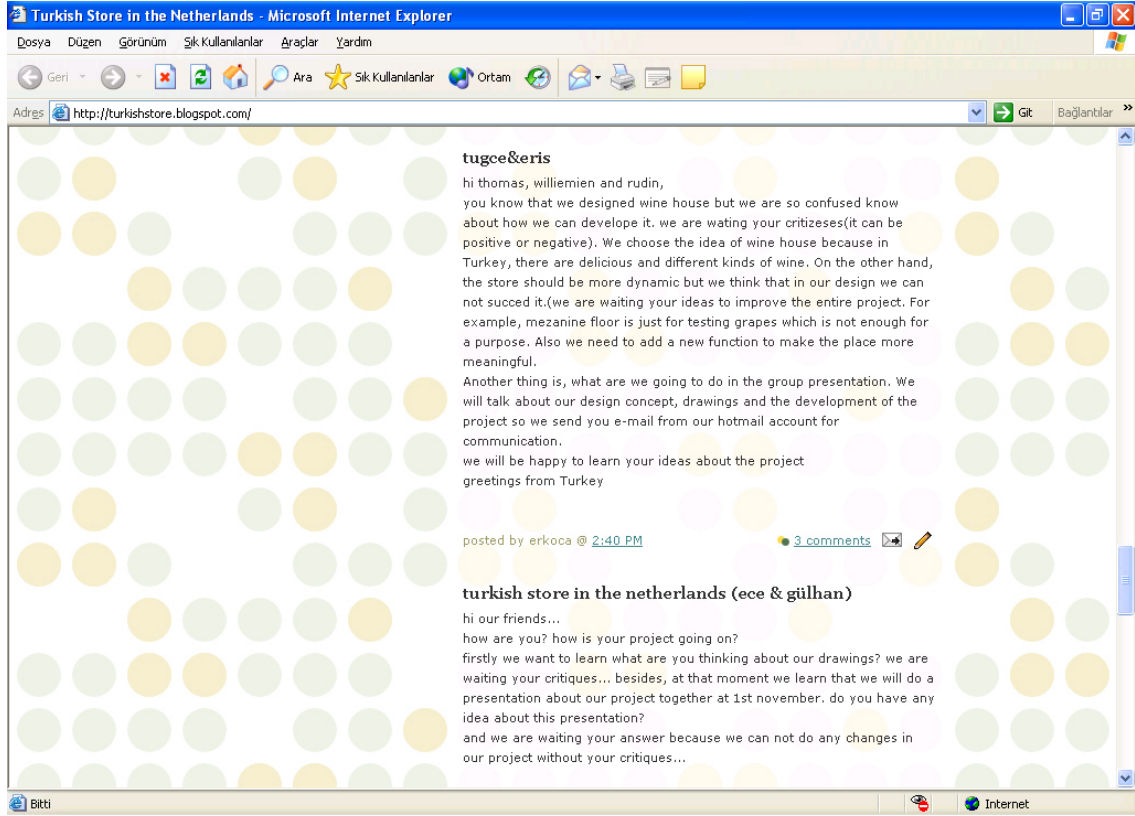 Turkish Store in the Netherlands - Microsoft Internet Explorer
Dosya Düzen Görünüm Sık Kullanılanlar Araçlar Yardım
Geri Ara Sık Kullanılanlar Ortam
Adres http://turkishstore.blogspot.com/ Git Bağlantılar »
tugce&eris
hi thomas, williemien and rudin,
you know that we designed wine house but we are so confused know
about how we can develope it. we are wating your critizeses(it can be
positive or negative). We choose the idea of wine house because in
Turkey, there are delicious and different kinds of wine. On the other hand,
the store should be more dynamic but we think that in our design we can
not succed it.(we are waiting your ideas to improve the entire project. For
example, mezanine floor is just for testing grapes which is not enough for
a purpose. Also we need to add a new function to make the place more
meaningful.
Another thing is, what are we going to do in the group presentation. We
will talk about our design concept, drawings and the development of the
project so we send you e-mail from our hotmail account for
communication.
we will be happy to learn your ideas about the project
greetings from Turkey
posted by erkoca @ 2:40 PM 3 comments
turkish store in the netherlands (ece & gülhan)
hi our friends...
how are you? how is your project going on?
firstly we want to learn what are you thinking about our drawings? we are
waiting your critiques... besides, at that moment we learn that we will do a
presentation about our project together at 1st november. do you have any
idea about this presentation?
and we are waiting your answer because we can not do any changes in
our project without your critiques...
Bitti Internet